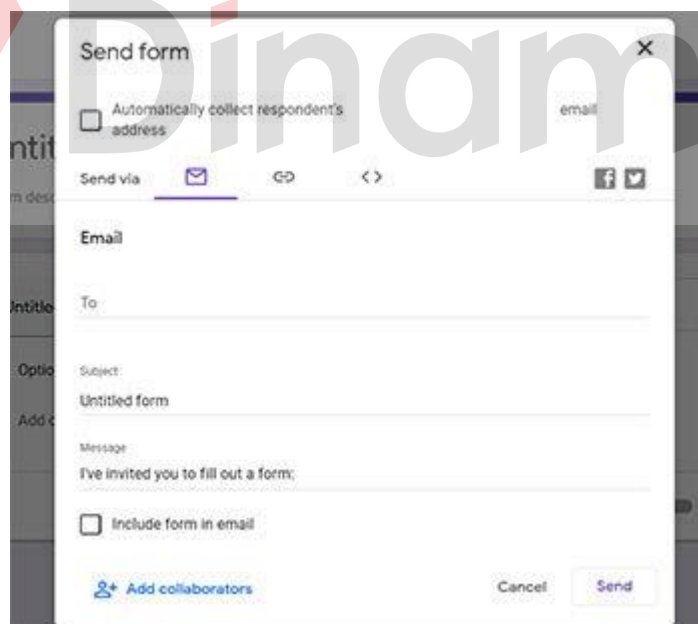 Dinam
Send form
Automatically collect respondent's email
address
ntit
Send via
m desc
Email
ntitle
To
Optio
Subject
Untitled form
Add c
Message
I've invited you to fill out a form:
Include form in email
Add collaborators Cancel Send